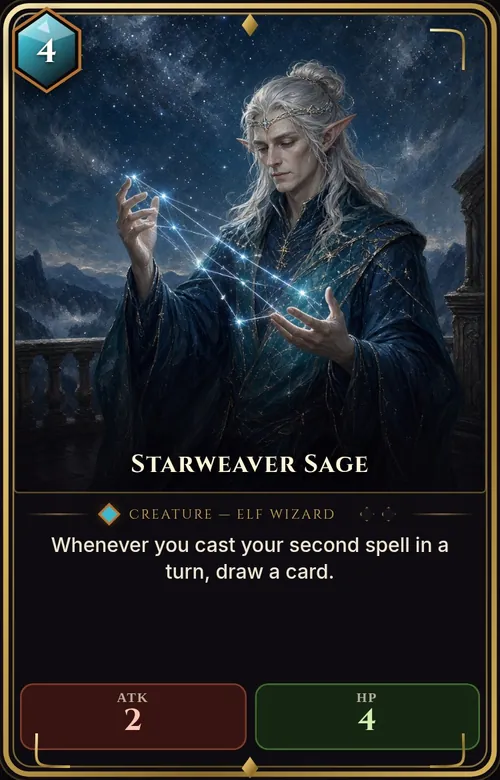 4
Starweaver Sage
CREATURE — ELF WIZARD
Whenever you cast your second spell in a
turn, draw a card.
ATK
2
HP
4